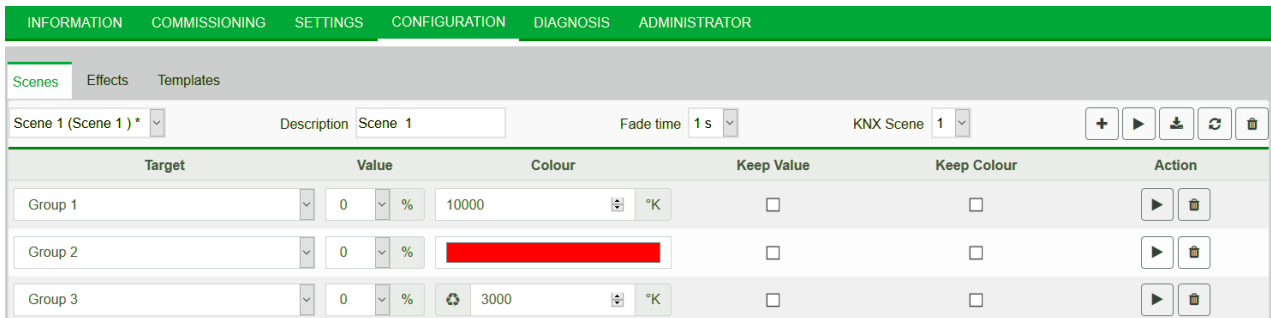 INFORMATION COMMISSIONING SETTINGS CONFIGURATION DIAGNOSIS ADMINISTRATOR
Scenes Effects Templates
Scene 1 (Scene 1 ) * Description Scene 1 Fade time 1 s KNX Scene 1
Target Value Colour Keep Value Keep Colour Action
Group 1 0 % 10000 °K
Group 2 0 %
Group 3 0 % 3000 °K